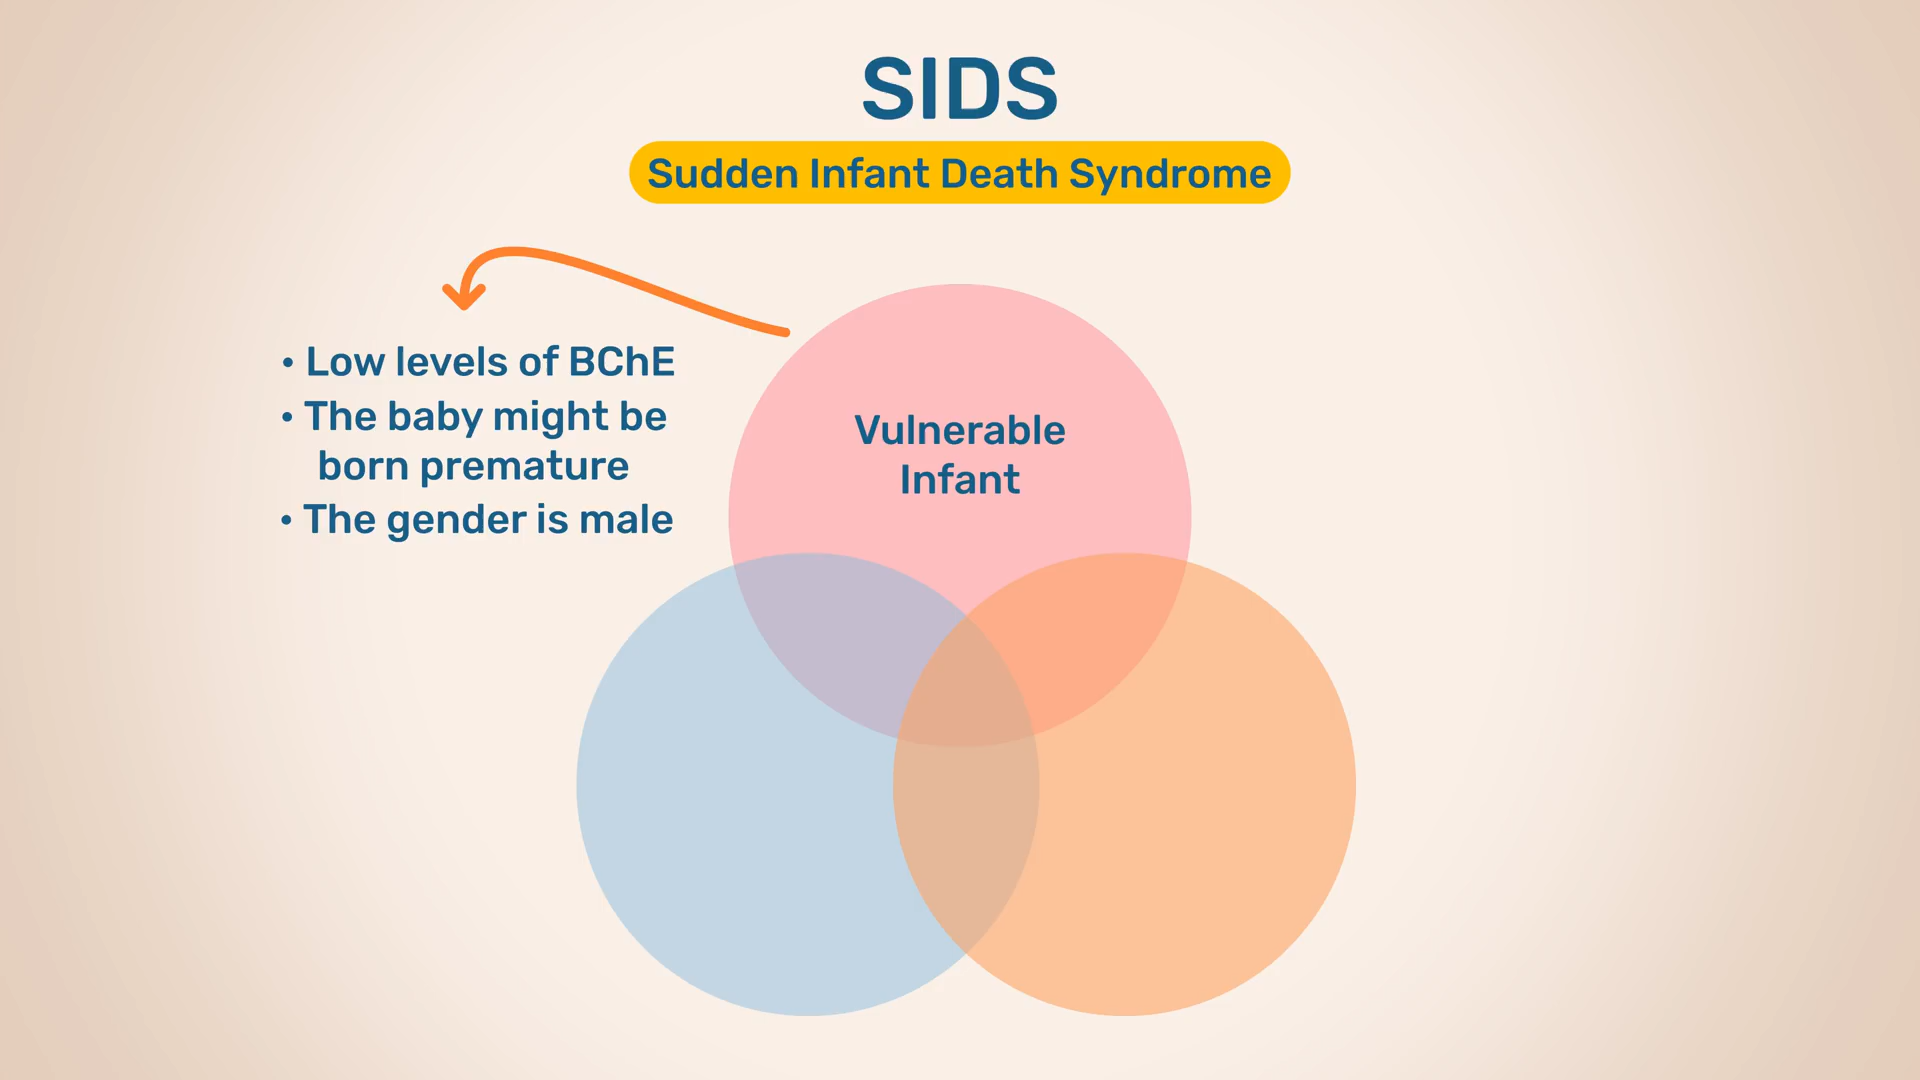 SIDS
Sudden Infant Death Syndrome
• Low levels of BChE
• The baby might be
born premature
• The gender is male
Vulnerable
Infant